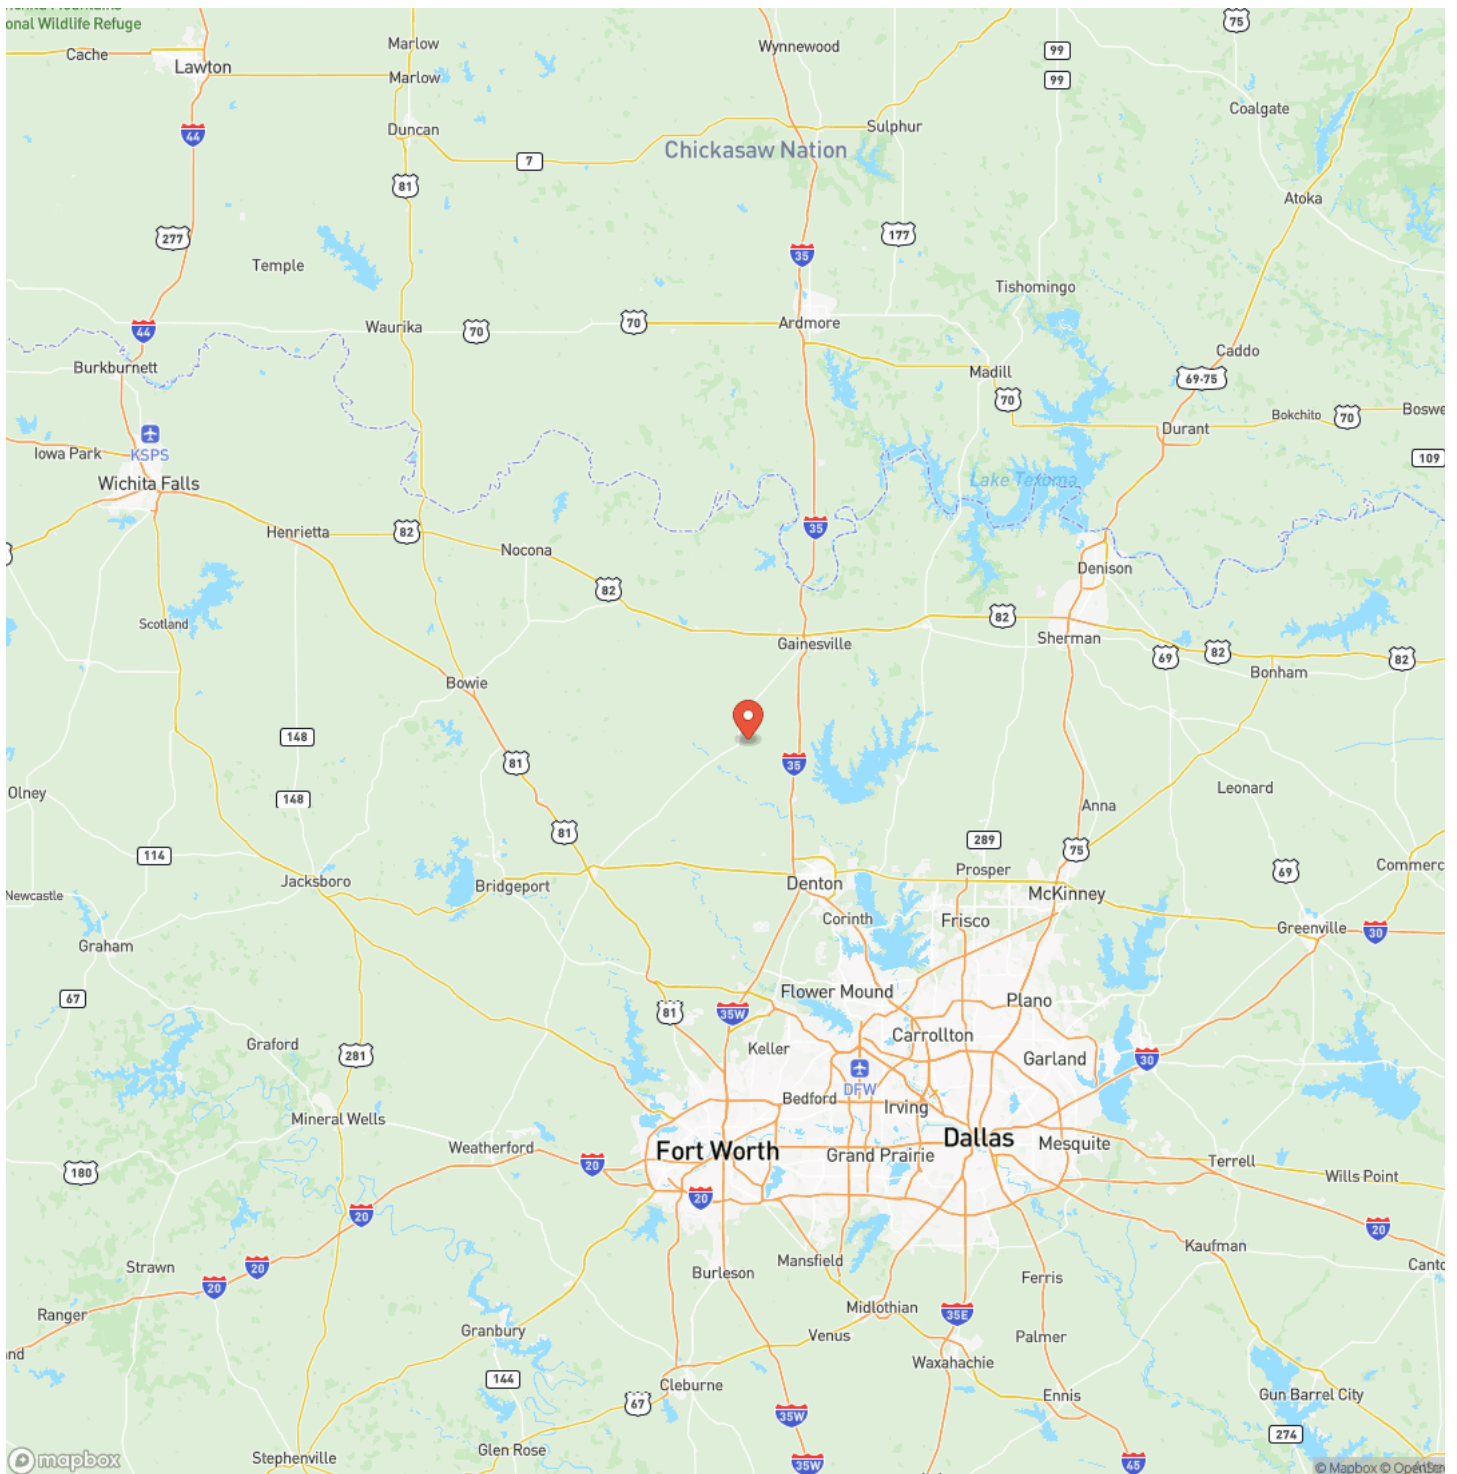 onal Wildlife Refuge
Cache
Lawton
Marlow
Marlow
Wynnewood
75
99
99
Coalgate
44
Duncan
Sulphur
7
Chickasaw Nation
81
Atoka
277
177
35
Temple
Tishomingo
44
Waurika
70
70
Ardmore
Caddo
Burkburnett
Madill
69-75
70
Bokchito
70
Boswe
KSPS
Iowa Park
Durant
109
Wichita Falls
Lake Texoma
Henrietta
82
35
Nocona
Denison
82
Scotland
82
Sherman
Gainesville
69
82
82
Bonham
Bowie
148
81
35
Olney
148
Leonard
Anna
81
289
75
114
Prosper
69
Commerc
Jacksboro
Bridgeport
Denton
McKinney
Newcastle
Corinth
Frisco
Greenville
30
Graham
67
Flower Mound
Plano
81
35W
Carrollton
Graford
281
Keller
Garland
30
DFW
Bedford
Irving
Mineral Wells
Weatherford
Fort Worth
Dallas
Mesquite
Grand Prairie
20
180
Terrell
Wills Point
20
20
20
Kaufman
Strawn
20
20
Mansfield
Burleson
Ferris
Canto
Ranger
Midlothian
35E
Granbury
Venus
Palmer
nd
Waxahachie
144
Cleburne
Ennis
Gun Barrel City
67
35W
274
Glen Rose
Stephenville
35W
45
mapbox
© Mapbox © OpenStre